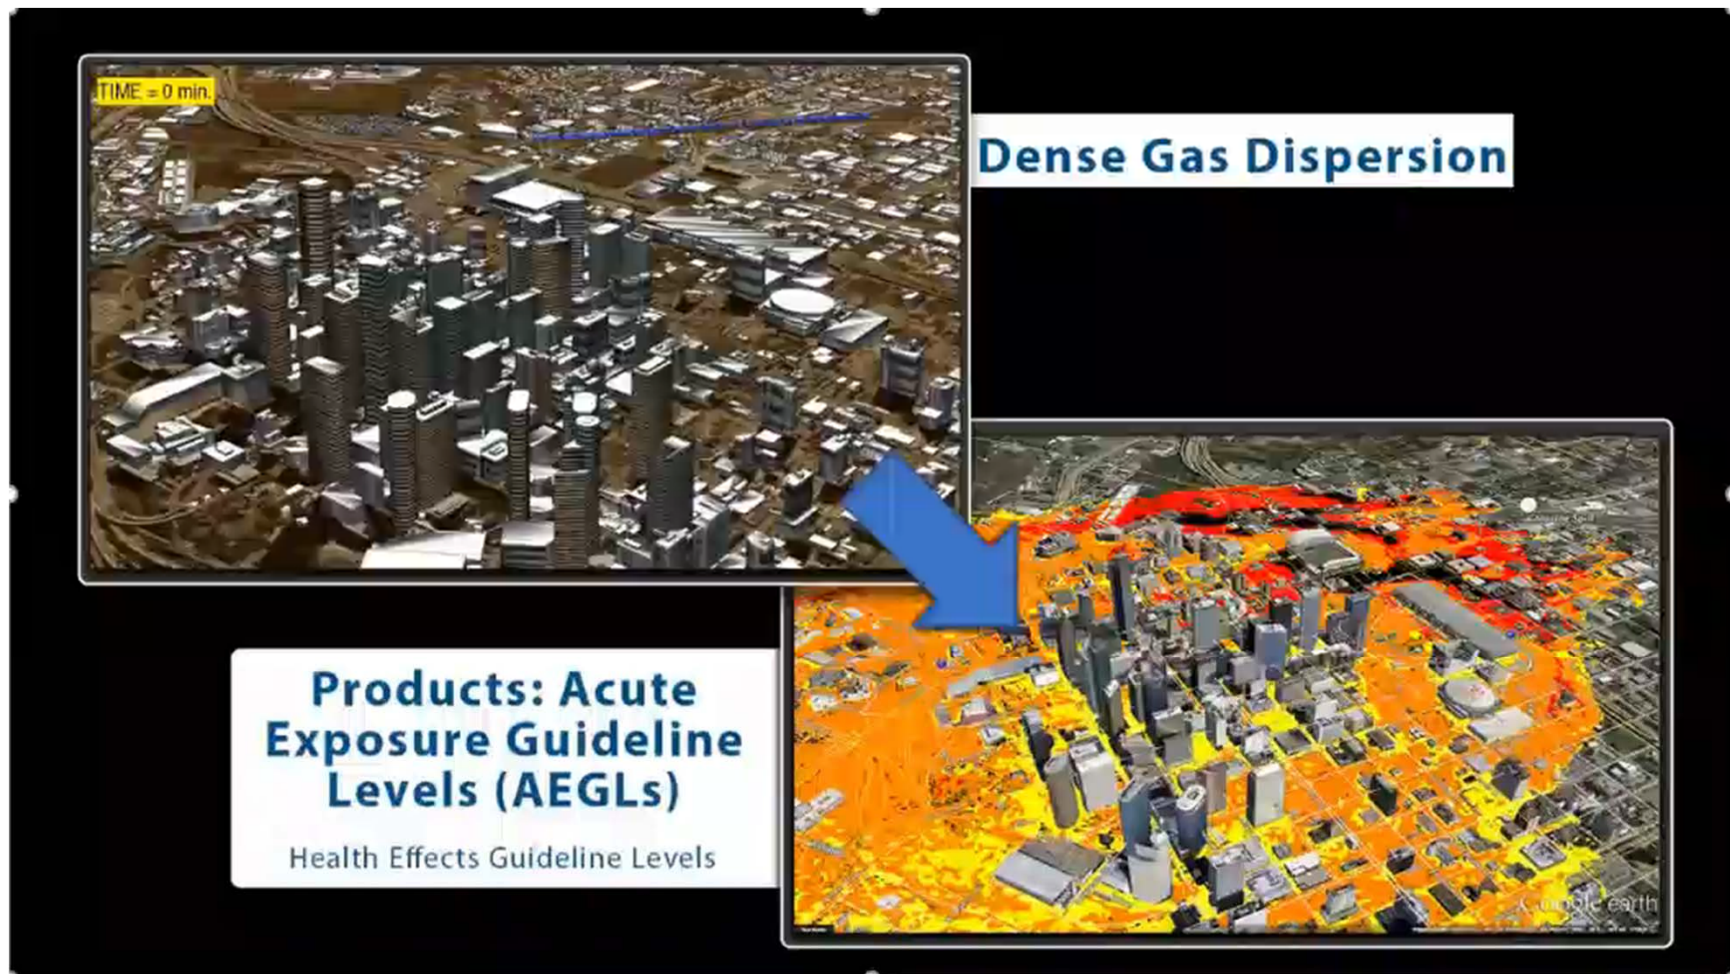 TIME = 0 min.
Dense Gas Dispersion
Products: Acute
Exposure Guideline
Levels (AEGLs)
Health Effects Guideline Levels
Google earth